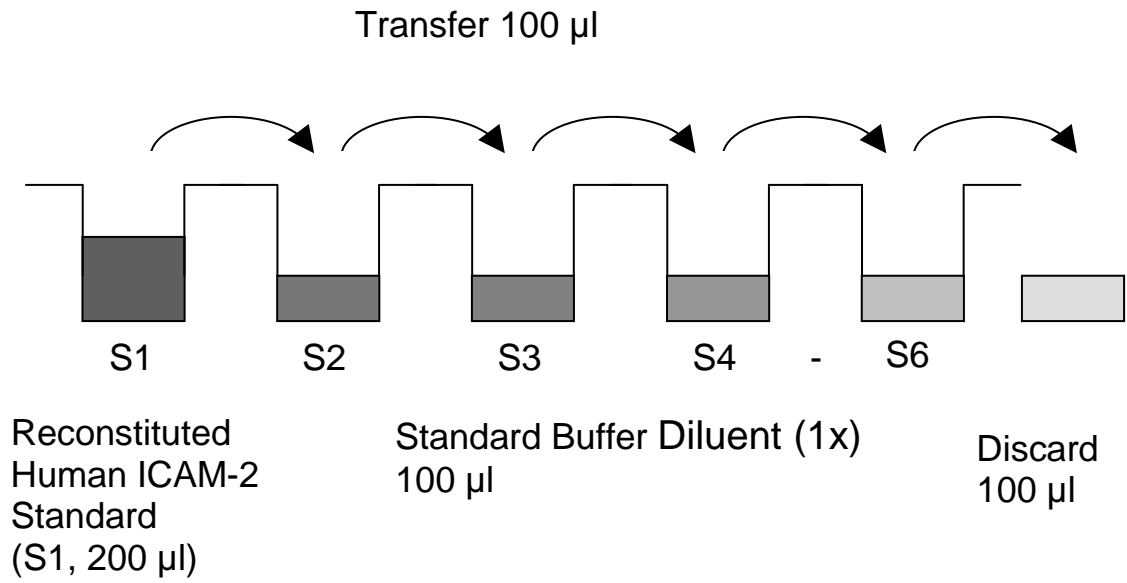 Transfer 100 µl
S1 S2 S3 S4 - S6
Reconstituted
Human ICAM-2
Standard
(S1, 200 µl)
Standard Buffer Diluent (1x)
100 µl
Discard
100 µl